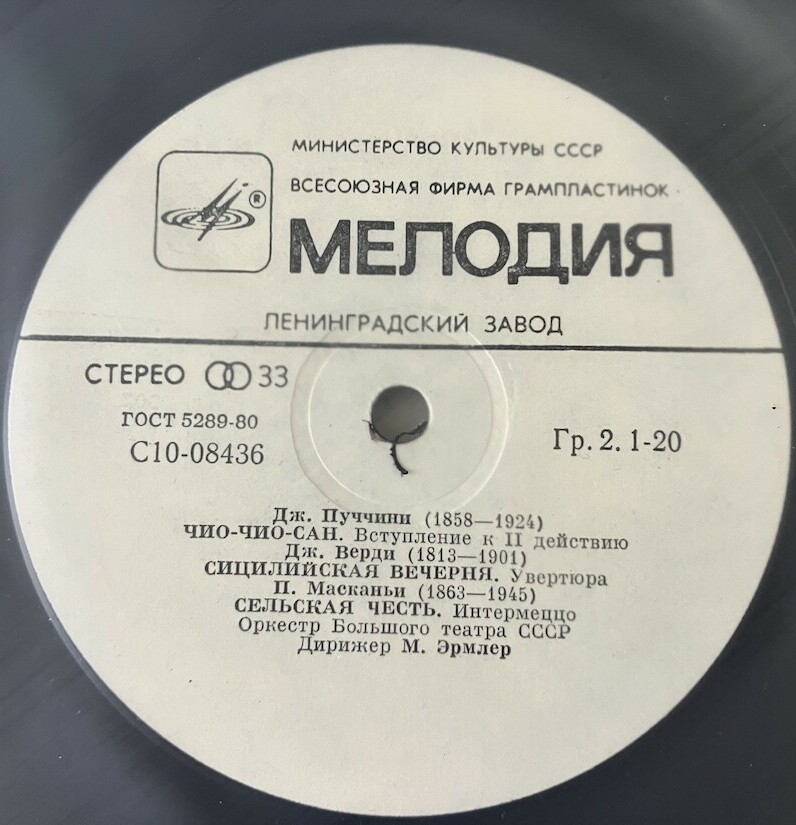 МИНИСТЕРСТВО КУЛЬТУРЫ СССР
ВСЕСОЮЗНАЯ ФИРМА ГРАМПЛАСТИНОК
®
МЕЛОДИЯ
ЛЕНИНГРАДСКИЙ ЗАВОД
СТЕРЕО 33
ГОСТ 5289-80
С10-08436
Гр. 2. 1-20
Дж. Пуччини (1858—1924)
ЧИО-ЧИО-САН. Вступление к II действию
Дж. Верди (1813—1901)
СИЦИЛИЙСКАЯ ВЕЧЕРНЯ. Увертюра
П. Масканьи (1863—1945)
СЕЛЬСКАЯ ЧЕСТЬ. Интермеццо
Оркестр Большого театра СССР
Дирижер М. Эрмлер